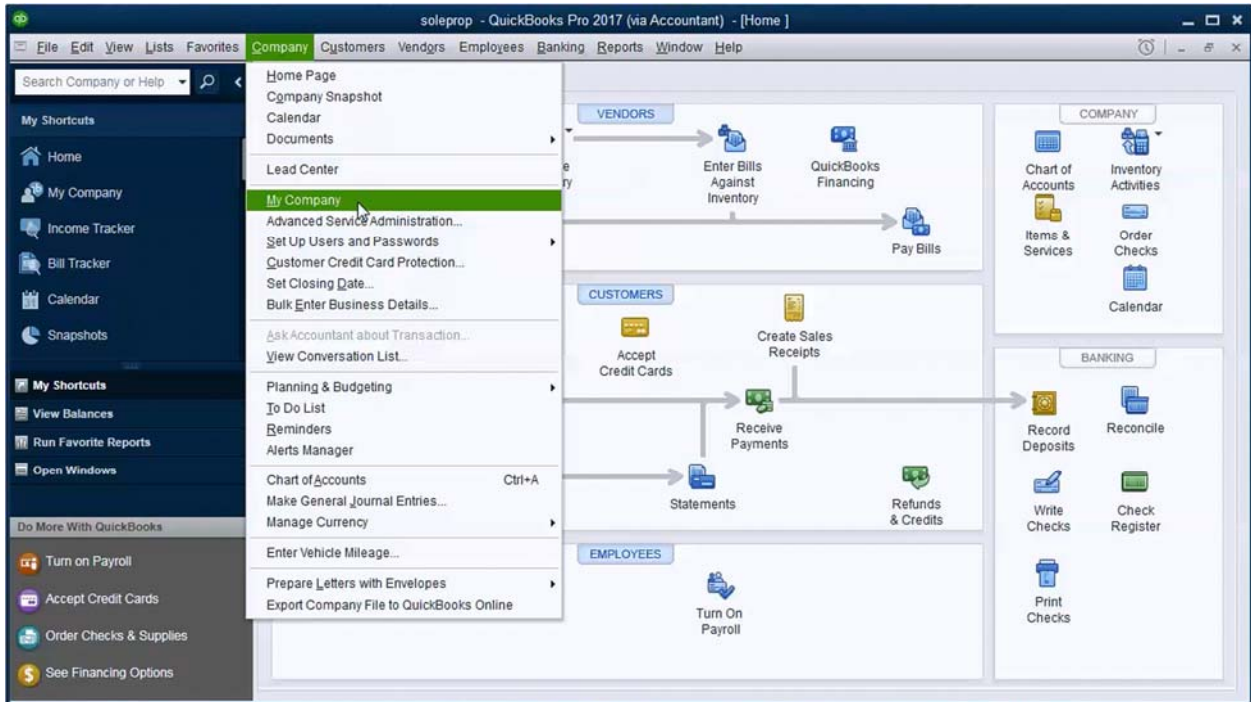 qb
soleprop - QuickBooks Pro 2017 (via Accountant) - [Home ]
File Edit View Lists Favorites Company Customers Vendors Employees Banking Reports Window Help
Search Company or Help
My Shortcuts
Home
My Company
Income Tracker
Bill Tracker
Calendar
Snapshots
My Shortcuts
View Balances
Run Favorite Reports
Open Windows
Do More With QuickBooks
Turn on Payroll
Accept Credit Cards
Order Checks & Supplies
See Financing Options
Home Page
Company Snapshot
Calendar
Documents
Lead Center
My Company
Advanced Service Administration...
Set Up Users and Passwords
Customer Credit Card Protection...
Set Closing Date...
Bulk Enter Business Details...
Ask Accountant about Transaction...
View Conversation List...
Planning & Budgeting
To Do List
Reminders
Alerts Manager
Chart of Accounts Ctrl+A
Make General Journal Entries...
Manage Currency
Enter Vehicle Mileage...
Prepare Letters with Envelopes
Export Company File to QuickBooks Online
VENDORS
e
ry
Enter Bills
Against
Inventory
QuickBooks
Financing
Pay Bills
CUSTOMERS
Accept
Credit Cards
Create Sales
Receipts
Receive
Payments
Statements
Refunds
& Credits
EMPLOYEES
Turn On
Payroll
COMPANY
Chart of
Accounts
Inventory
Activities
Items &
Services
Order
Checks
Calendar
BANKING
Record
Deposits
Reconcile
Write
Checks
Check
Register
Print
Checks